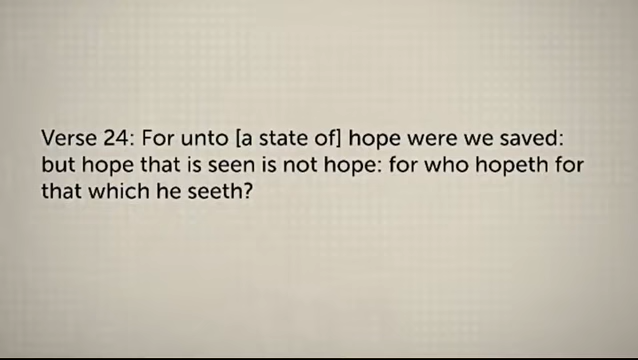 Verse 24: For unto [a state of] hope were we saved:
but hope that is seen is not hope: for who hopeth for
that which he seeth?